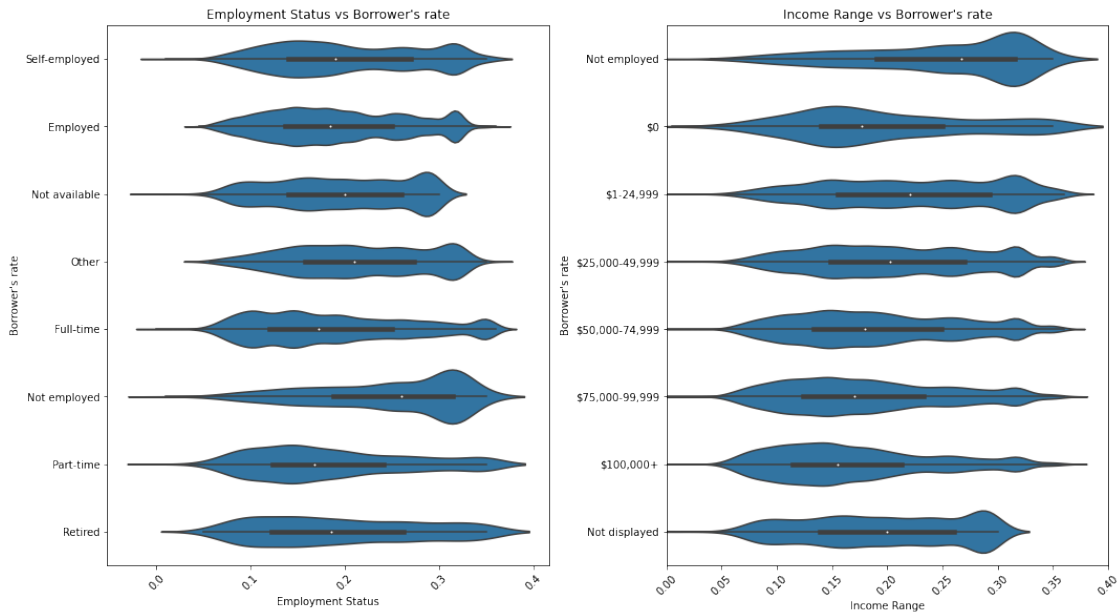 Employment Status vs Borrower's rate
Borrower's rate
Self-employed
Employed
Not available
Other
Full-time
Not employed
Part-time
Retired
0.0
0.1
0.2
0.3
0.4
Employment Status
Income Range vs Borrower's rate
Borrower's rate
Not employed
$0
$1-24,999
$25,000-49,999
$50,000-74,999
$75,000-99,999
$100,000+
Not displayed
0.00
0.05
0.10
0.15
0.20
0.25
0.30
0.35
0.40
Income Range